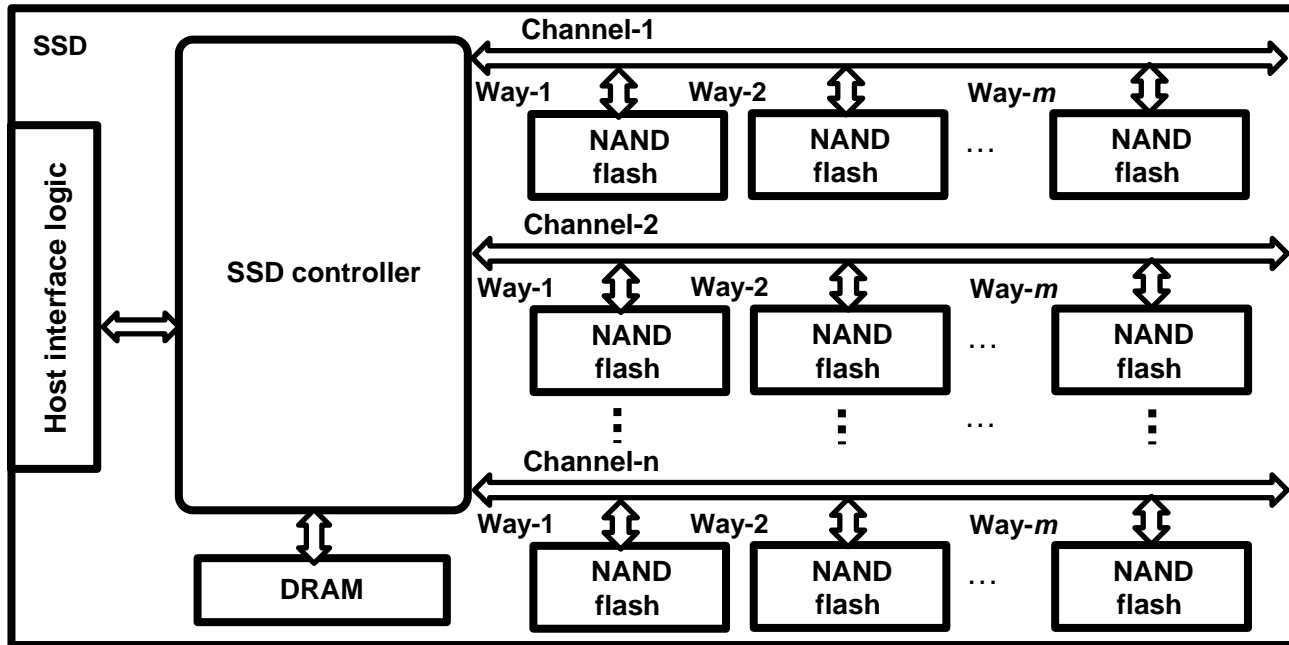 SSD
Host interface logic
SSD controller
DRAM
Channel-1
Way-1
Way-2
Way-m
NAND
flash
NAND
flash
…
NAND
flash
Channel-2
Way-1
Way-2
Way-m
NAND
flash
NAND
flash
…
NAND
flash
…
Channel-n
Way-1
Way-2
Way-m
NAND
flash
NAND
flash
…
NAND
flash